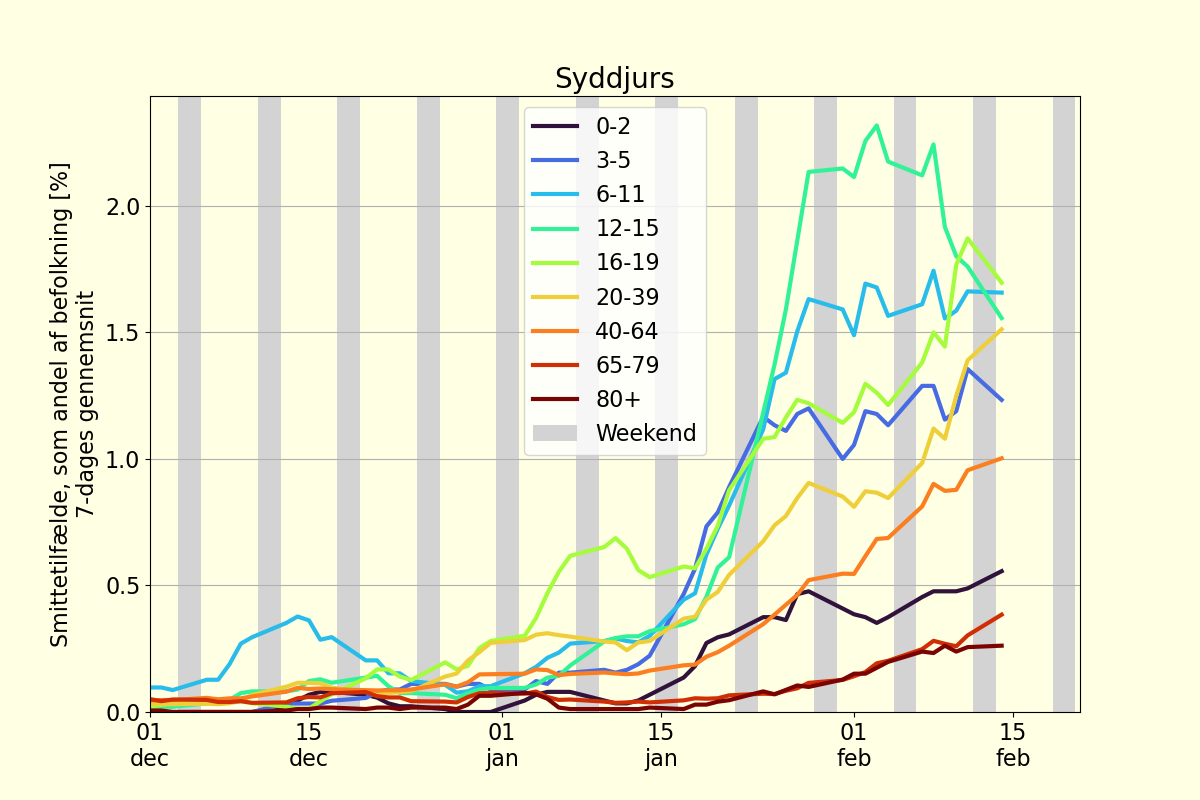 Syddjurs
Smittetilfælde, som andel af befolkning [%]
7-dages gennemsnit
2.0
1.5
1.0
0.5
0.0
0-2
3-5
6-11
12-15
16-19
20-39
40-64
65-79
80+
Weekend
01 15 01 15 01 15
dec dec jan jan feb feb